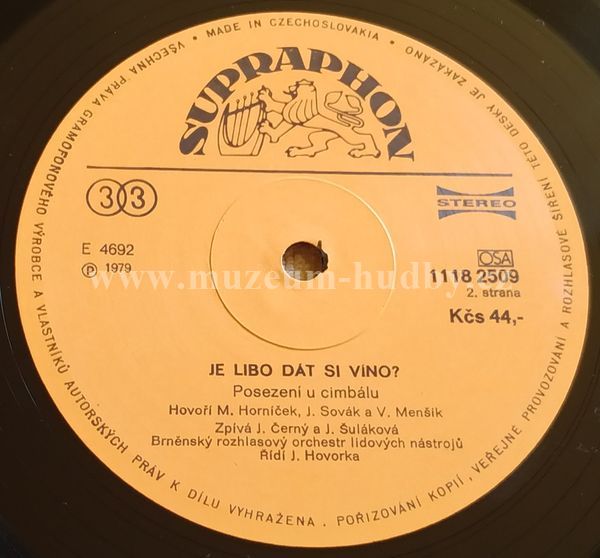 VŠECHNA PRÁVA GRAMOFONOVÉHO VÝROBCE A VLASTNÍKŮ AUTORSKÝCH PRÁV K DÍLU VYHRAŽENA. POŘIZOVÁNÍ KOPIÍ, VEŘEJNÉ PROVOZOVÁNÍ A ROZHLASOVÉ ŠÍŘENÍ TÉTO DESKY JE ZAKÁZÁNO
• MADE IN CZECHOSLOVAKIA •
SUPRAPHON
33
STEREO
E 4692
Ⓟ 1979
OSA
1118 2509
2. strana
Kčs 44,-
www.muzeum-hudby
JE LIBO DÁT SI VÍNO?
Posezení u cimbálu
Hovoří M. Horníček, J. Sovák a V. Menšik
Zpívá J. Černý a J. Šuláková
Brněnský rozhlasový orchestr lidových nástrojů
Řídí J. Hovorka